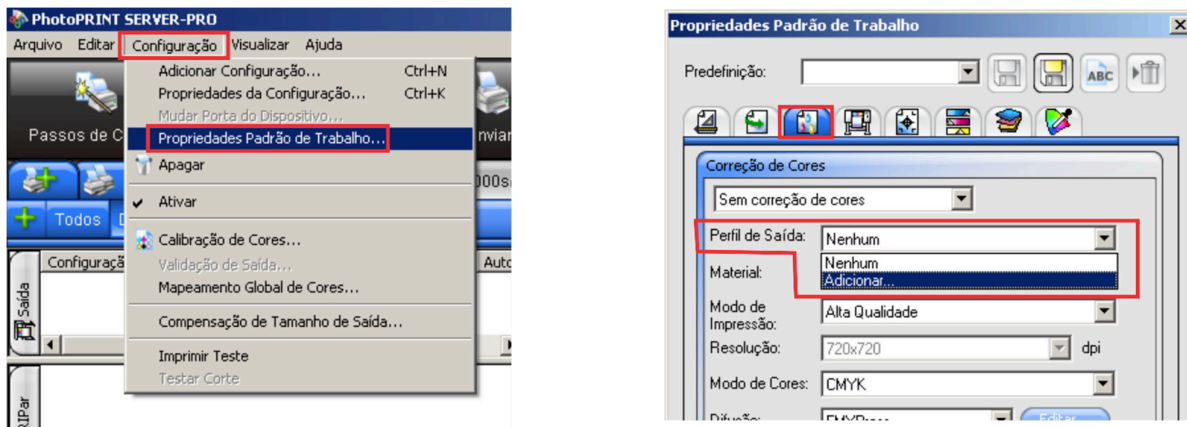 PhotoPRINT SERVER-PRO
Arquivo Editar Configuração Visualizar Ajuda
Adicionar Configuração... Ctrl+N
Propriedades da Configuração... Ctrl+K
Mudar Porta do Dispositivo...
Passos de C
Propriedades Padrão de Trabalho...
nviar
Apagar
000s
Ativar
Todos
Calibração de Cores...
Configuraçã
Validação de Saída...
Auto
Mapeamento Global de Cores...
Saída
Compensação de Tamanho de Saída...
Imprimir Teste
Testar Corte
RIPar
Propriedades Padrão de Trabalho
Predefinição:
ABC
Correção de Cores
Sem correção de cores
Perfil de Saída: Nenhum
Nenhum
Material: Adicionar...
Modo de
Impressão: Alta Qualidade
Resolução: 720x720 dpi
Modo de Cores: CMYK
Difusão:
Editar...